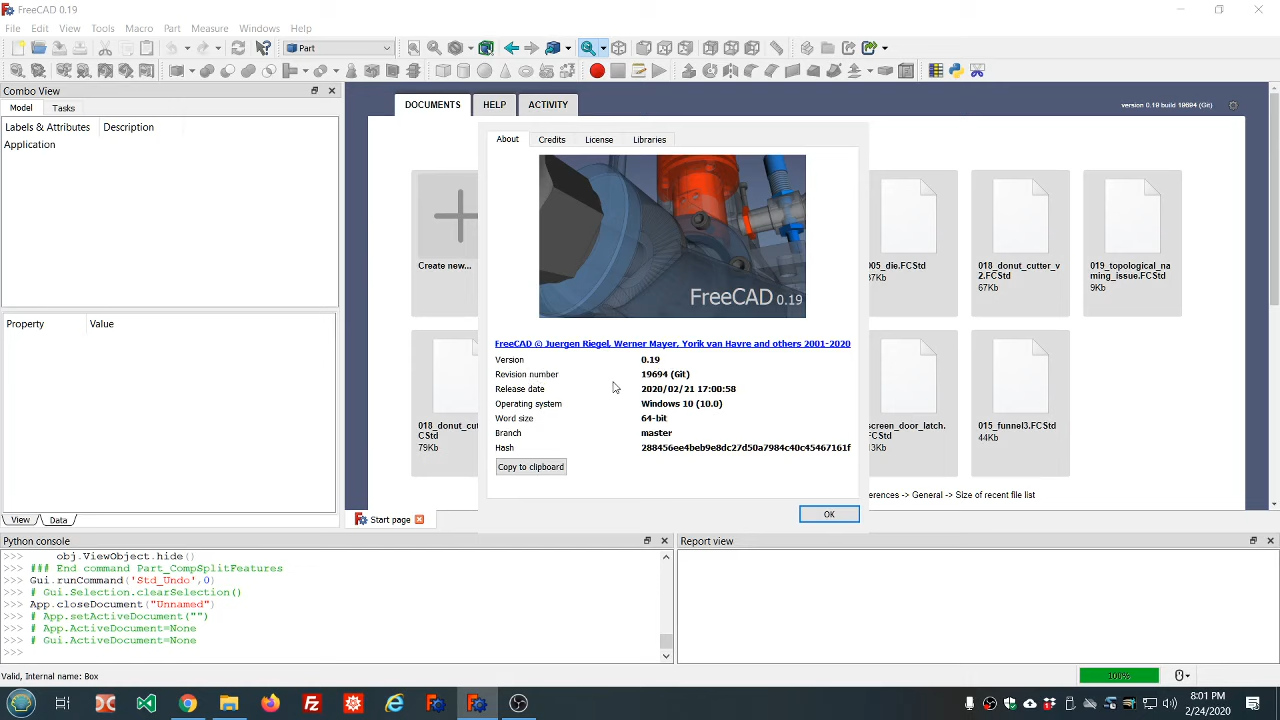 FreeCAD 0.19
File Edit View Tools Macro Part Measure Windows Help
Part
Combo View
Model Tasks
Labels & Attributes Description
Application
Property Value
View Data
DOCUMENTS HELP ACTIVITY
version 0.19 build 19694 (Git)
Create new...
005_die.FCStd
018_donut_cutter_v
2.FCStd
67Kb
019_topological_na
ming_issue.FCStd
9Kb
018_donut_cut
79Kb
screen_door_latch.
FCStd
015_funnel3.FCStd
44Kb
erences -> General -> Size of recent file list
About Credits License Libraries
FreeCAD 0.19
FreeCAD © Juergen Riegel, Werner Mayer, Yorik van Havre and others 2001-2020
Version 0.19
Revision number 19694 (Git)
Release date 2020/02/21 17:00:58
Operating system Windows 10 (10.0)
Word size 64-bit
Branch master
Hash 288456ee4beb9e8dc27d50a7984c40c45467161f
Copy to clipboard
OK
Start page
Python console
>>> obj.ViewObject.hide()
>>> ### End command Part_CompSplitFeatures
>>> Gui.runCommand('Std_Undo',0)
>>> # Gui.Selection.clearSelection()
>>> App.closeDocument("Unnamed")
>>> # App.setActiveDocument("")
>>> # App.ActiveDocument=None
>>> # Gui.ActiveDocument=None
>>>
Report view
Valid, Internal name: Box
100%
8:01 PM
2/24/2020